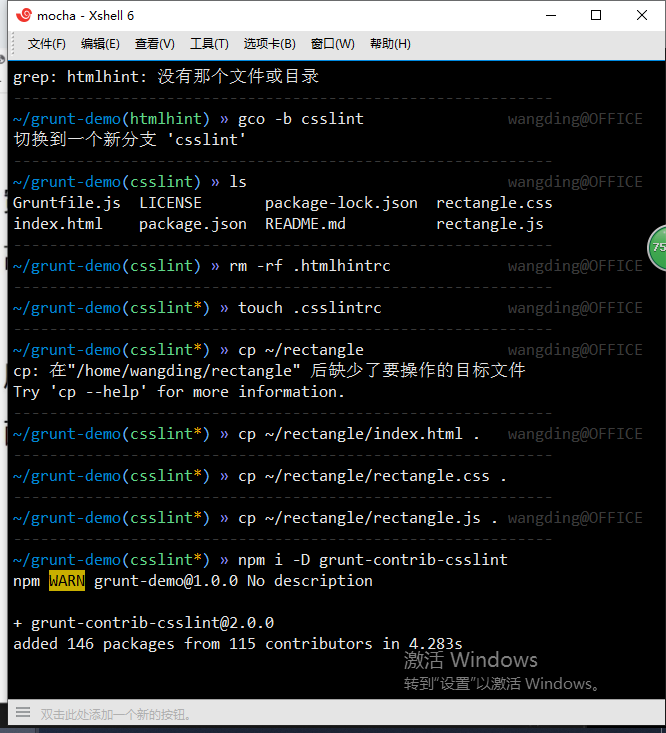 mocha - Xshell 6
文件(F) 编辑(E) 查看(V) 工具(T) 选项卡(B) 窗口(W) 帮助(H)
grep: htmlhint: 没有那个文件或目录
~/grunt-demo(htmlhint) » gco -b csslint wangding@OFFICE
切换到一个新分支 'csslint'
~/grunt-demo(csslint) » ls wangding@OFFICE
Gruntfile.js LICENSE package-lock.json rectangle.css
index.html package.json README.md rectangle.js
~/grunt-demo(csslint) » rm -rf .htmlhintrc wangding@OFFICE
~/grunt-demo(csslint*) » touch .csslintrc wangding@OFFICE
~/grunt-demo(csslint*) » cp ~/rectangle wangding@OFFICE
cp: 在"/home/wangding/rectangle" 后缺少了要操作的目标文件
Try 'cp --help' for more information.
~/grunt-demo(csslint*) » cp ~/rectangle/index.html . wangding@OFFICE
~/grunt-demo(csslint*) » cp ~/rectangle/rectangle.css .
~/grunt-demo(csslint*) » cp ~/rectangle/rectangle.js . wangding@OFFICE
~/grunt-demo(csslint*) » npm i -D grunt-contrib-csslint
npm WARN grunt-demo@1.0.0 No description
+ grunt-contrib-csslint@2.0.0
added 146 packages from 115 contributors in 4.283s
激活 Windows
转到"设置"以激活 Windows。
双击此处添加一个新的按钮。
75